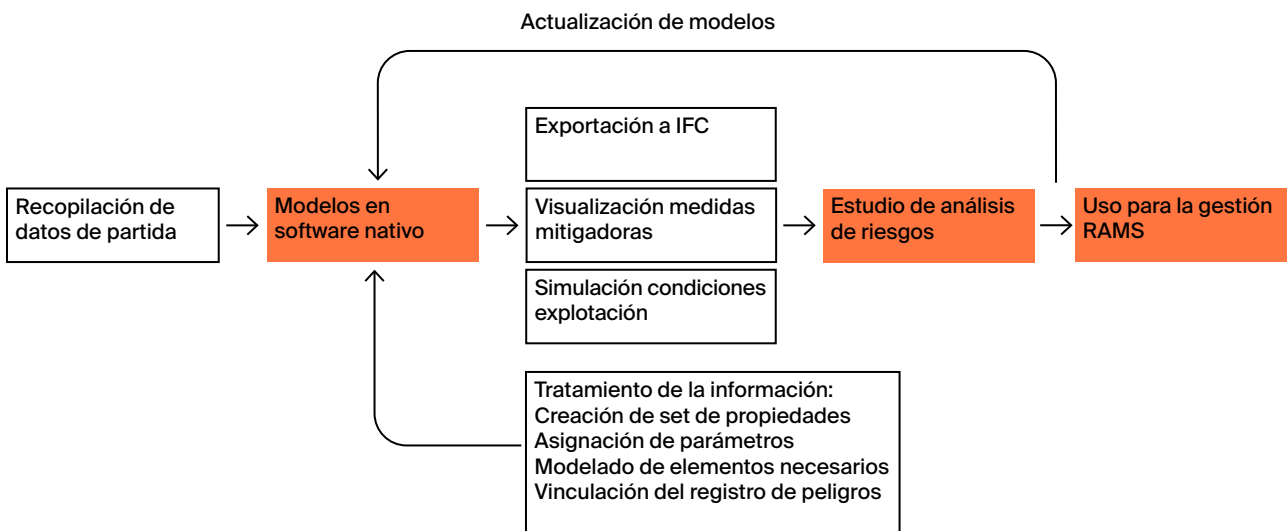 Actualización de modelos
Exportación a IFC
Recopilación de
datos de partida
Modelos en
software nativo
Visualización medidas
mitigadoras
Estudio de análisis
de riesgos
Uso para la gestión
RAMS
Simulación condiciones
explotación
Tratamiento de la información:
Creación de set de propiedades
Asignación de parámetros
Modelado de elementos necesarios
Vinculación del registro de peligros